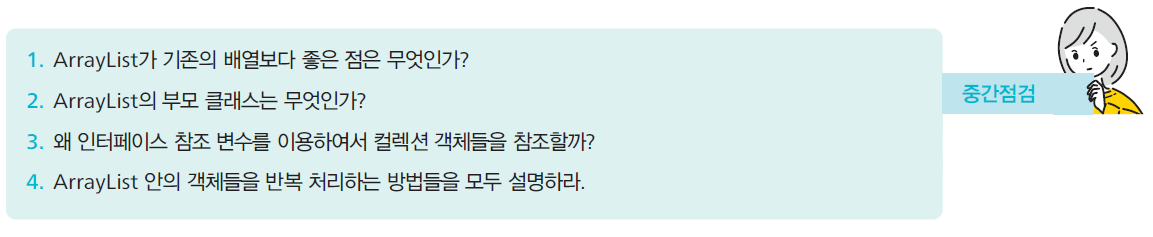 1. ArrayList가 기존의 배열보다 좋은 점은 무엇인가?
2. ArrayList의 부모 클래스는 무엇인가?
3. 왜 인터페이스 참조 변수를 이용하여서 컬렉션 객체들을 참조할까?
4. ArrayList 안의 객체들을 반복 처리하는 방법들을 모두 설명하라.
중간점검